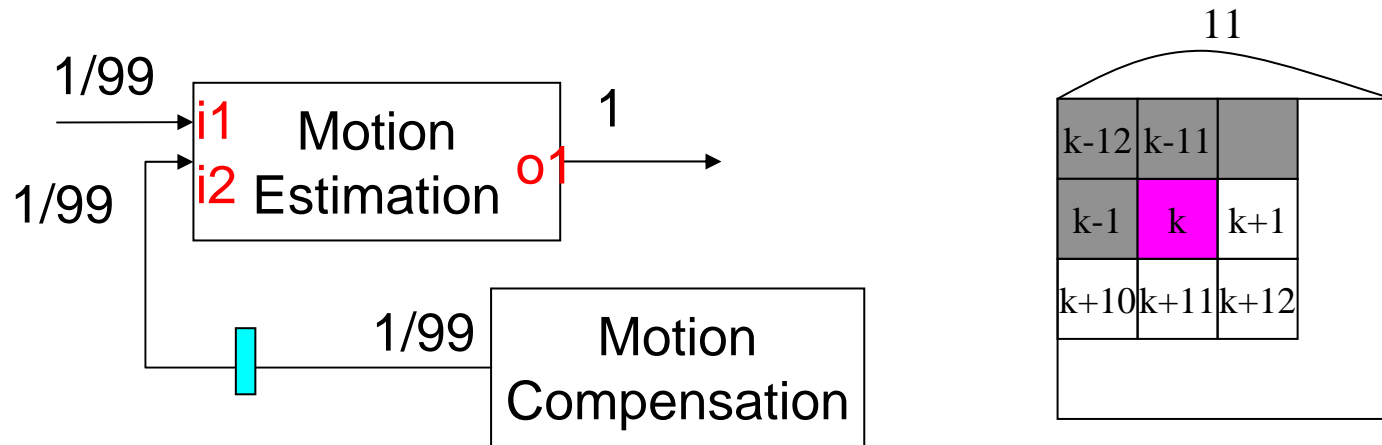 1/99
i1
i2
Motion
Estimation
o1
1
1/99
1/99
Motion
Compensation
11
k-12 k-11
k-1 k k+1
k+10 k+11 k+12